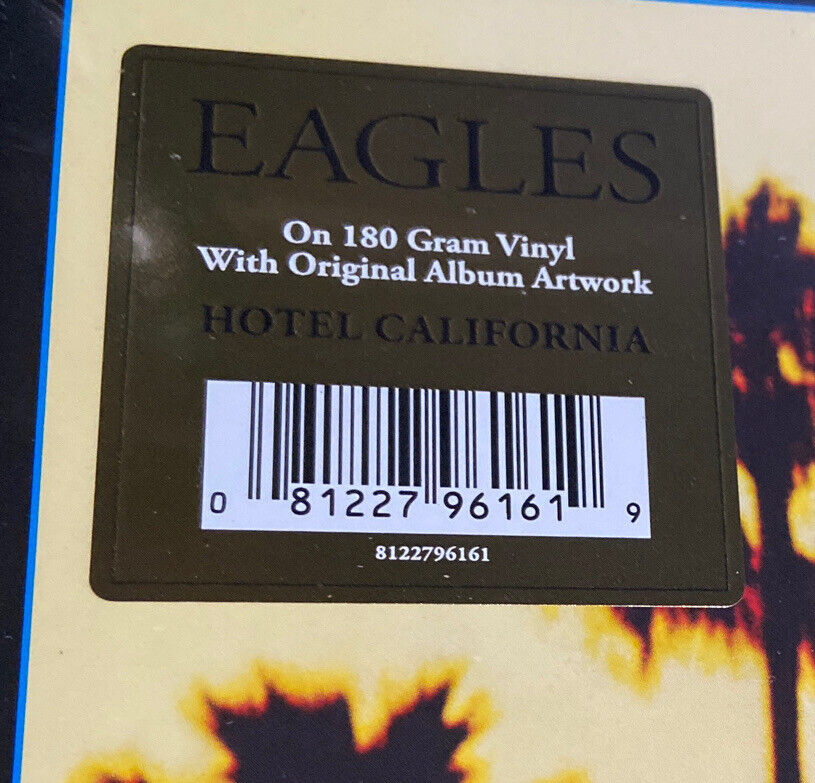 EAGLES
On 180 Gram Vinyl
With Original Album Artwork
HOTEL CALIFORNIA
0 81227 96161 9
8122796161